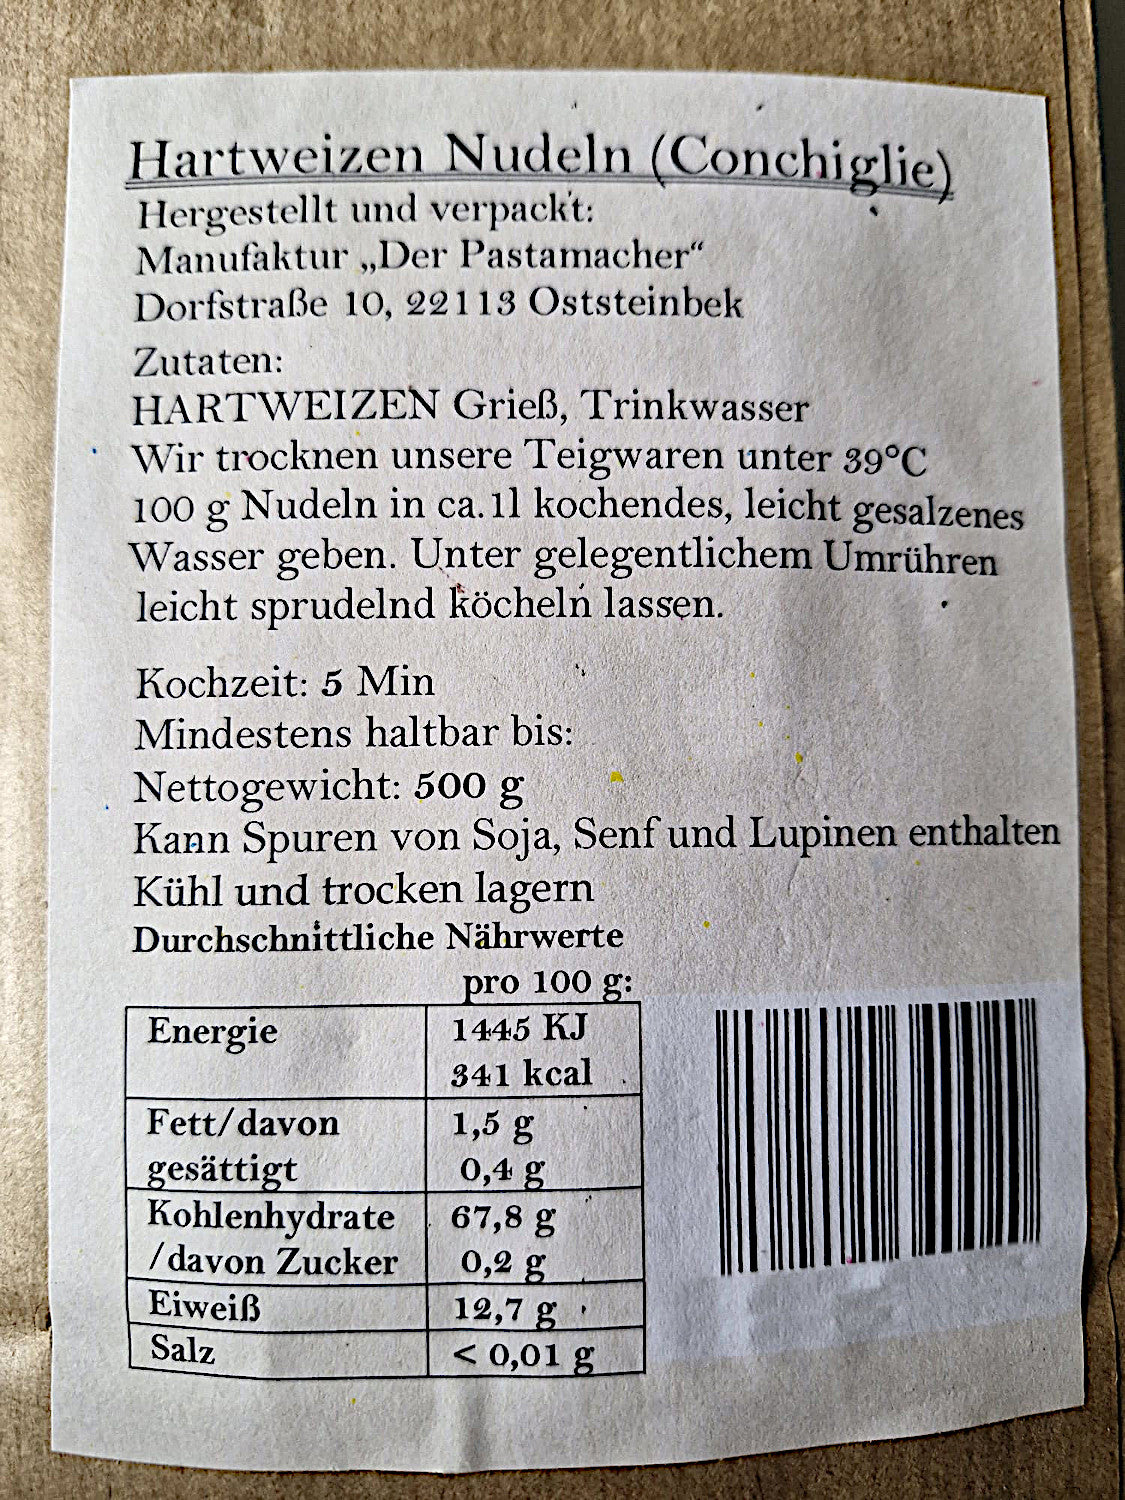 Hartweizen Nudeln (Conchiglie)
Hergestellt und verpackt:
Manufaktur „Der Pastamacher“
Dorfstraße 10, 22113 Oststeinbek
Zutaten:
HARTWEIZEN Grieß, Trinkwasser
Wir trocknen unsere Teigwaren unter 39°C
100 g Nudeln in ca. 1l kochendes, leicht gesalzenes
Wasser geben. Unter gelegentlichem Umrühren
leicht sprudelnd köcheln lassen.
Kochzeit: 5 Min
Mindestens haltbar bis:
Nettogewicht: 500 g
Kann Spuren von Soja, Senf und Lupinen enthalten
Kühl und trocken lagern
Durchschnittliche Nährwerte
pro 100 g:
Energie 1445 KJ
341 kcal
Fett/davon 1,5 g
gesättigt 0,4 g
Kohlenhydrate 67,8 g
/davon Zucker 0,2 g
Eiweiß 12,7 g
Salz < 0,01 g